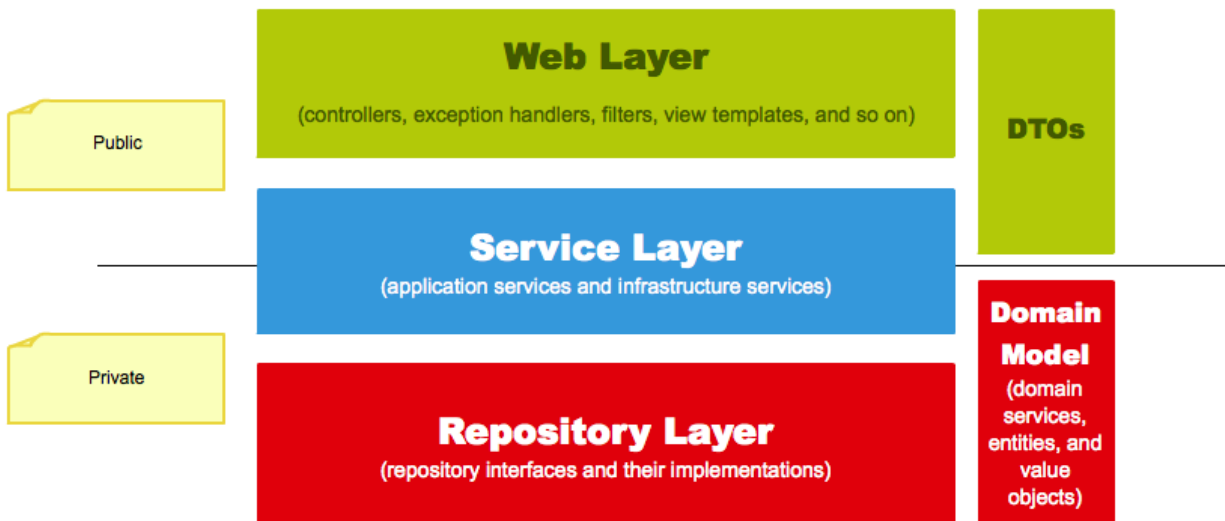 Web Layer
(controllers, exception handlers, filters, view templates, and so on)
DTOs
Public
Service Layer
(application services and infrastructure services)
Private
Repository Layer
(repository interfaces and their implementations)
Domain
Model
(domain
services,
entities, and
value
objects)